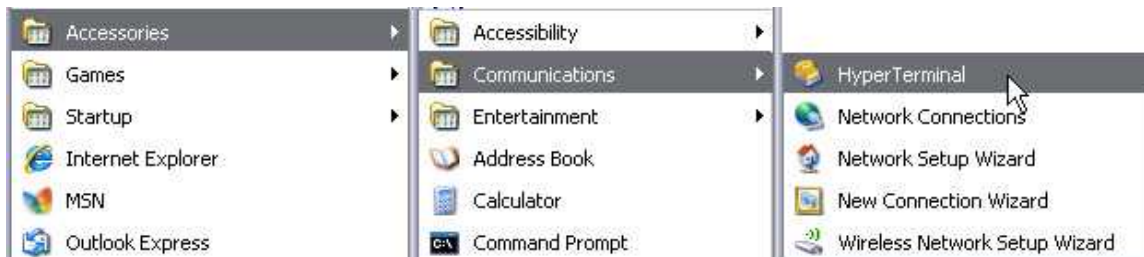 Accessories
Games
Startup
Internet Explorer
MSN
Outlook Express
Accessibility
Communications
Entertainment
Address Book
Calculator
Command Prompt
HyperTerminal
Network Connections
Network Setup Wizard
New Connection Wizard
Wireless Network Setup Wizard